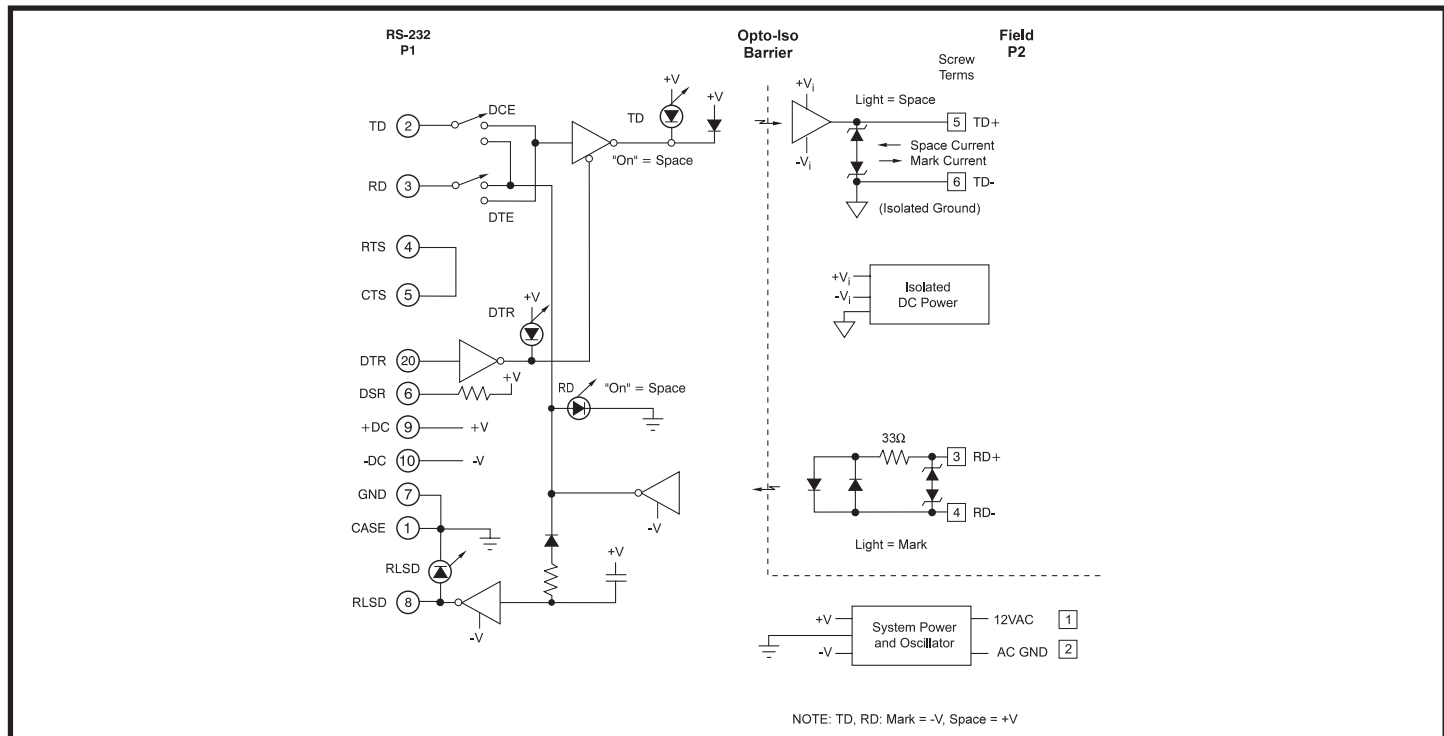 RS-232
P1
Opto-Iso
Barrier
Field
P2
Screw
Terms
+V
+V
+Vi
Light = Space
DCE
TD
2
TD
"On" = Space
5 TD+
Space Current
Mark Current
-Vi
RD
3
6 TD-
DTE
(Isolated Ground)
RTS
4
CTS
5
+Vi
-Vi
Isolated
DC Power
+V
DTR
DTR
20
+V
DSR
6
RD
"On" = Space
+DC
9
+V
33Ω
3 RD+
-DC
10
-V
GND
7
4 RD-
-V
CASE
1
Light = Mark
+V
RLSD
RLSD
8
-V
+V
-V
System Power
and Oscillator
12VAC 1
AC GND 2
NOTE: TD, RD: Mark = -V, Space = +V